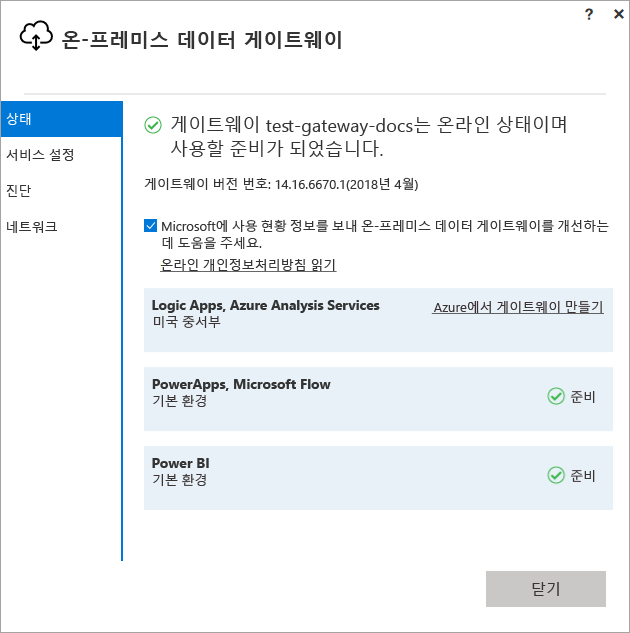 ? ×
온-프레미스 데이터 게이트웨이
상태
서비스 설정
진단
네트워크
게이트웨이 test-gateway-docs는 온라인 상태이며
사용할 준비가 되었습니다.
게이트웨이 버전 번호: 14.16.6670.1(2018년 4월)
Microsoft에 사용 현황 정보를 보내 온-프레미스 데이터 게이트웨이를 개선하는
데 도움을 주세요.
온라인 개인정보처리방침 읽기
Logic Apps, Azure Analysis Services
Azure에서 게이트웨이 만들기
미국 중서부
PowerApps, Microsoft Flow
기본 환경
준비
Power BI
기본 환경
준비
닫기